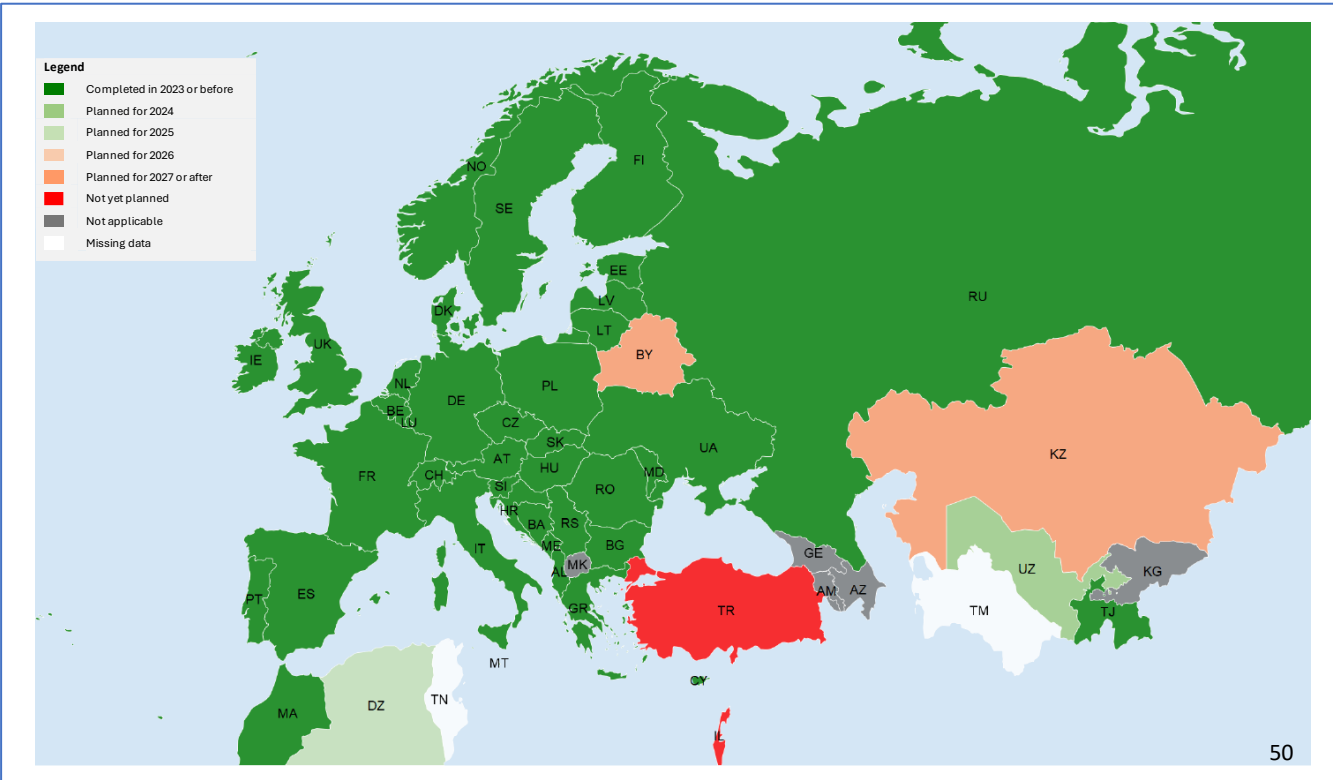 Legend
Completed in 2023 or before
Planned for 2024
Planned for 2025
Planned for 2026
Planned for 2027 or after
Not yet planned
Not applicable
Missing data
NO
FI
SE
EE
RU
LV
DK
LT
UK
BY
IE
NL
PL
BE
DE
LU
CZ
SK
UA
KZ
AT
HU
MD
FR
CH
SI
RO
HR
BA
RS
IT
ME
BG
GE
MK
AL
UZ
KG
AM
AZ
PT
ES
GR
TR
TM
TJ
MT
CY
MA
DZ
TN
IL
50